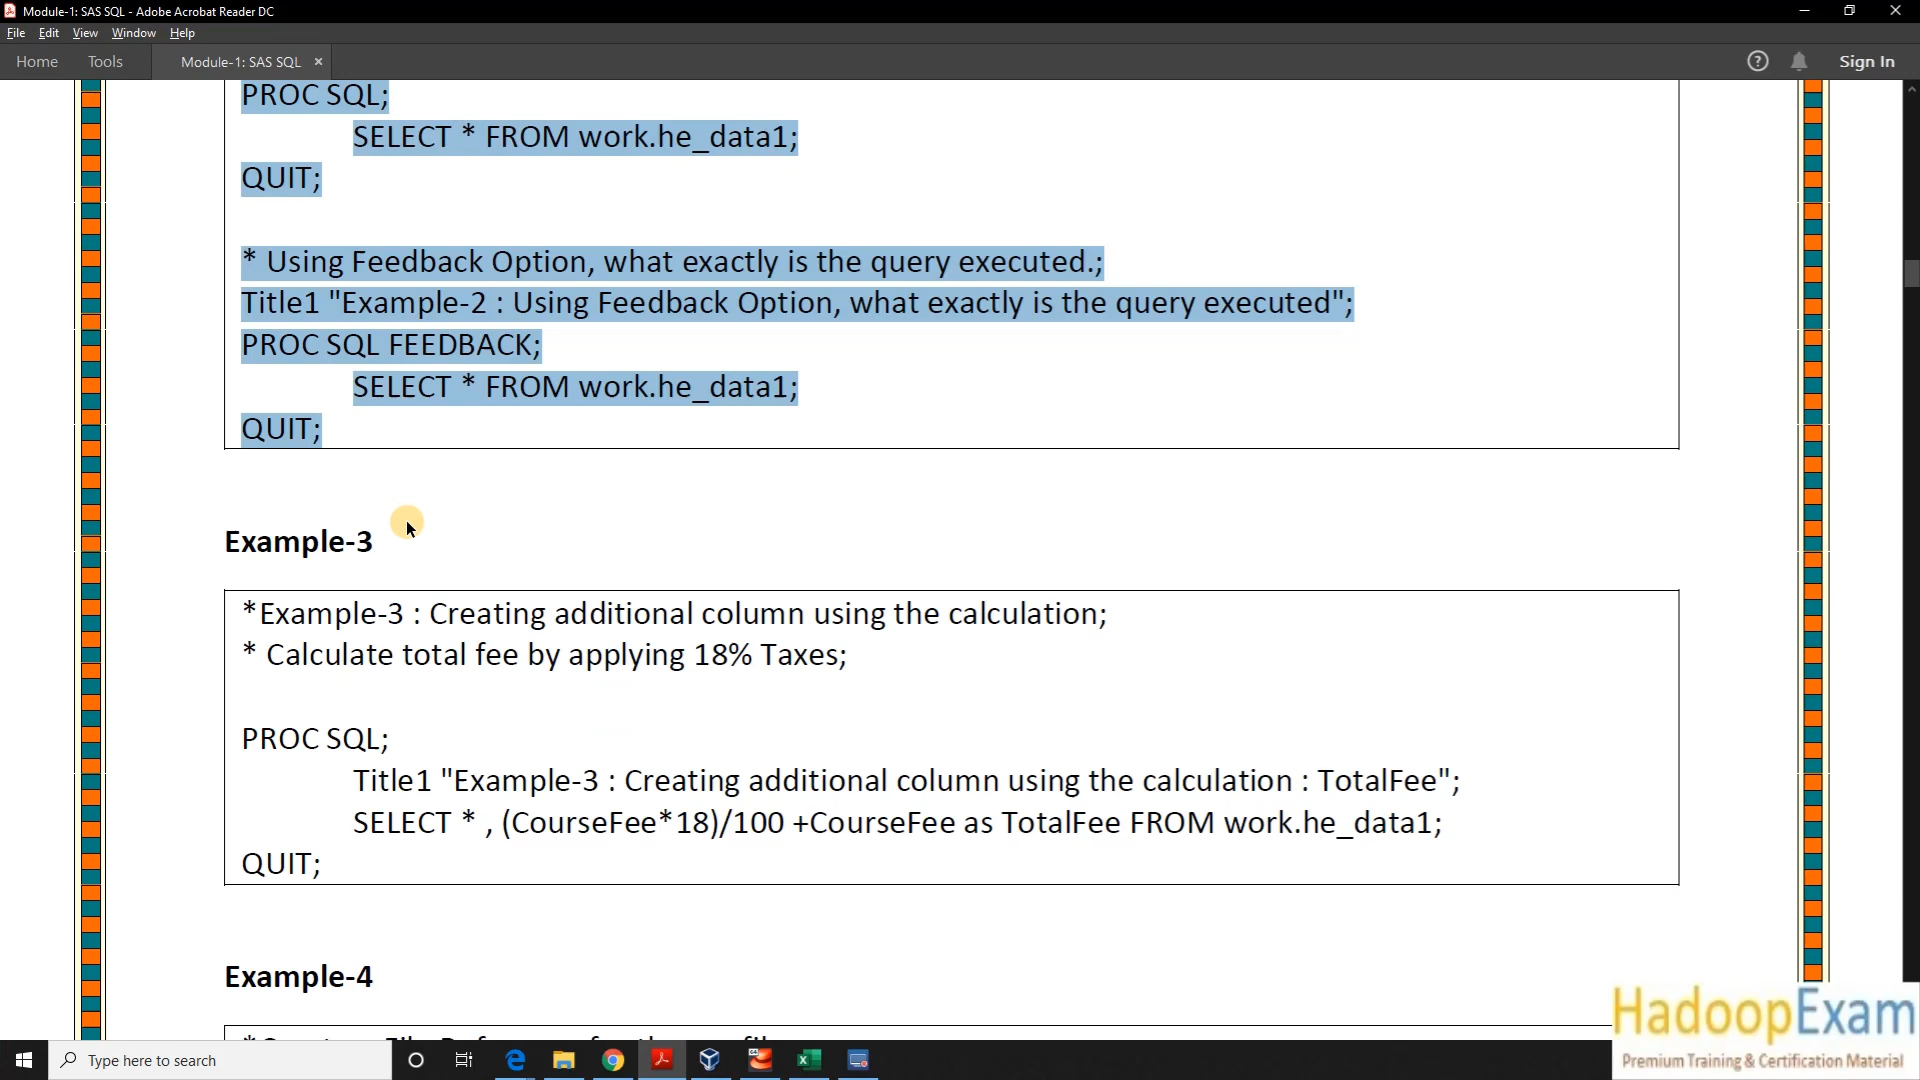 Module-1: SAS SQL - Adobe Acrobat Reader DC
File Edit View Window Help
Home Tools Module-1: SAS SQL × Sign In
PROC SQL;
SELECT * FROM work.he_data1;
QUIT;
* Using Feedback Option, what exactly is the query executed.;
Title1 "Example-2 : Using Feedback Option, what exactly is the query executed";
PROC SQL FEEDBACK;
SELECT * FROM work.he_data1;
QUIT;
Example-3
*Example-3 : Creating additional column using the calculation;
* Calculate total fee by applying 18% Taxes;
PROC SQL;
Title1 "Example-3 : Creating additional column using the calculation : TotalFee";
SELECT * , (CourseFee*18)/100 +CourseFee as TotalFee FROM work.he_data1;
QUIT;
Example-4
HadoopExam
Premium Training & Certification Material
Type here to search